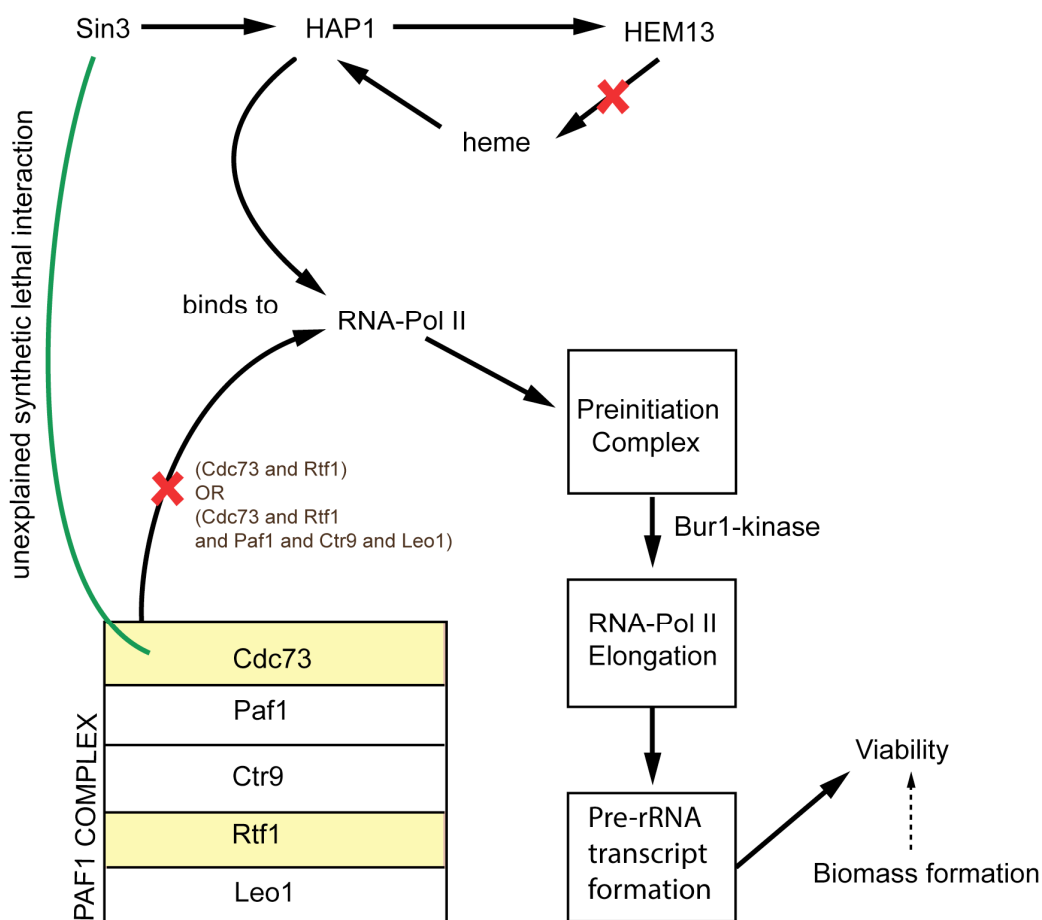 Sin3
HAP1
HEM13
heme
unexplained synthetic lethal interaction
binds to
RNA-Pol II
Preinitiation
Complex
(Cdc73 and Rtf1)
OR
(Cdc73 and Rtf1
and Paf1 and Ctr9 and Leo1)
Bur1-kinase
RNA-Pol II
Elongation
PAF1 COMPLEX
Cdc73
Paf1
Ctr9
Rtf1
Leo1
Pre-rRNA
transcript
formation
Viability
Biomass formation